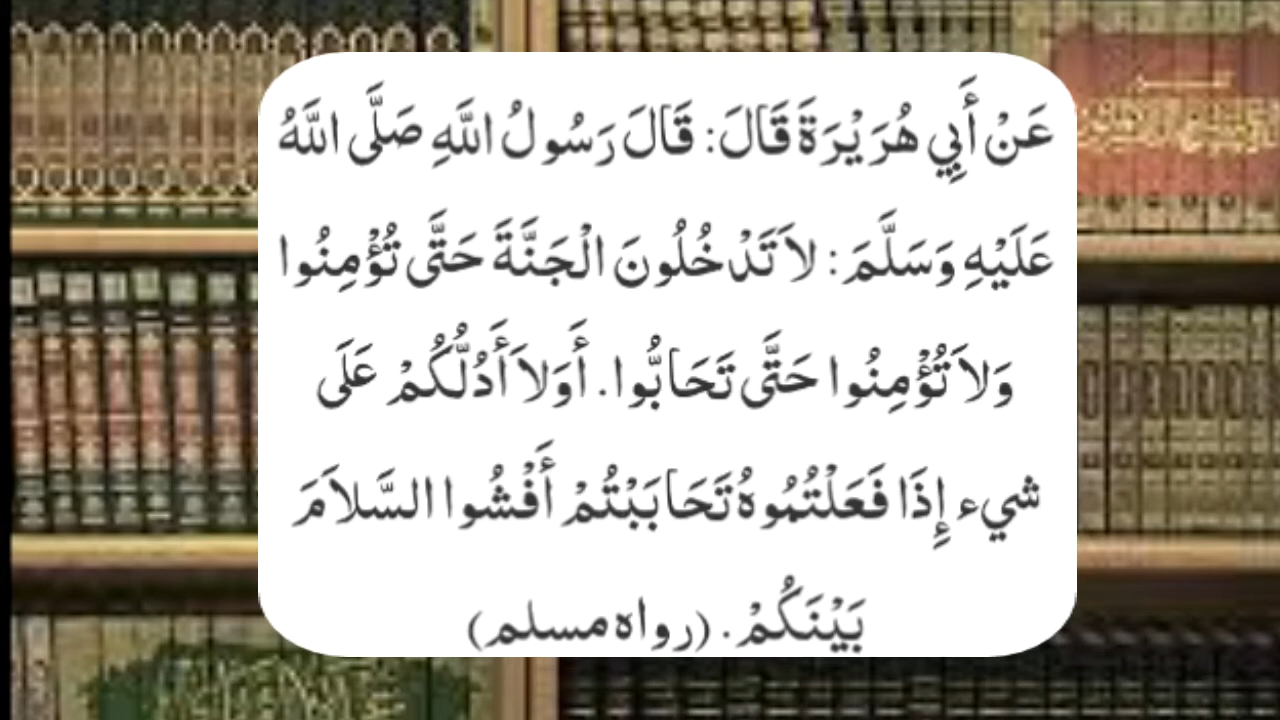 عَنْ أَبِي هُرَيْرَةَ قَالَ: قَالَ رَسُولُ اللَّهِ صَلَّى اللَّهُ
عَلَيْهِ وَسَلَّمَ: لاَ تَدْخُلُونَ الْجَنَّةَ حَتَّى تُؤْمِنُوا
وَلاَ تُؤْمِنُوا حَتَّى تَحَابُّوا. أَوَلاَ أَدُلُّكُمْ عَلَى
شيء إِذَا فَعَلْتُمُوهُ تَحَابَبْتُمْ أَفْشُوا السَّلاَمَ
بَيْنَكُمْ. (رواه مسلم)